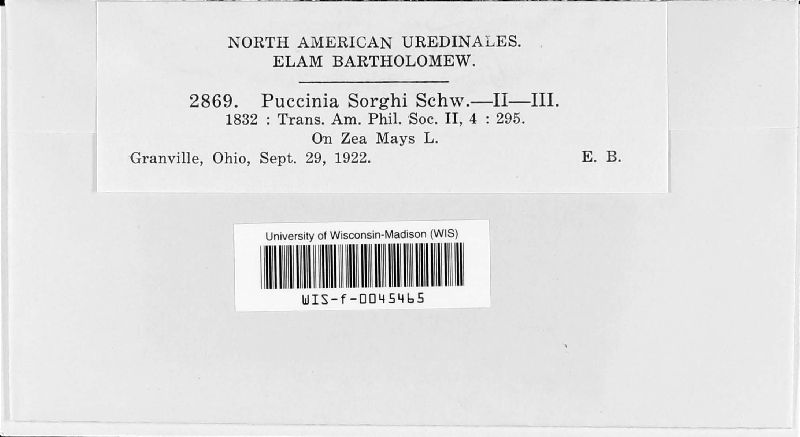 NORTH AMERICAN UREDINALES.
ELAM BARTHOLOMEW.
2869. Puccinia Sorghi Schw.—II—III.
1832 : Trans. Am. Phil. Soc. II, 4 : 295.
On Zea Mays L.
Granville, Ohio, Sept. 29, 1922. E. B.
University of Wisconsin-Madison (WIS)
WIS-f-0045465